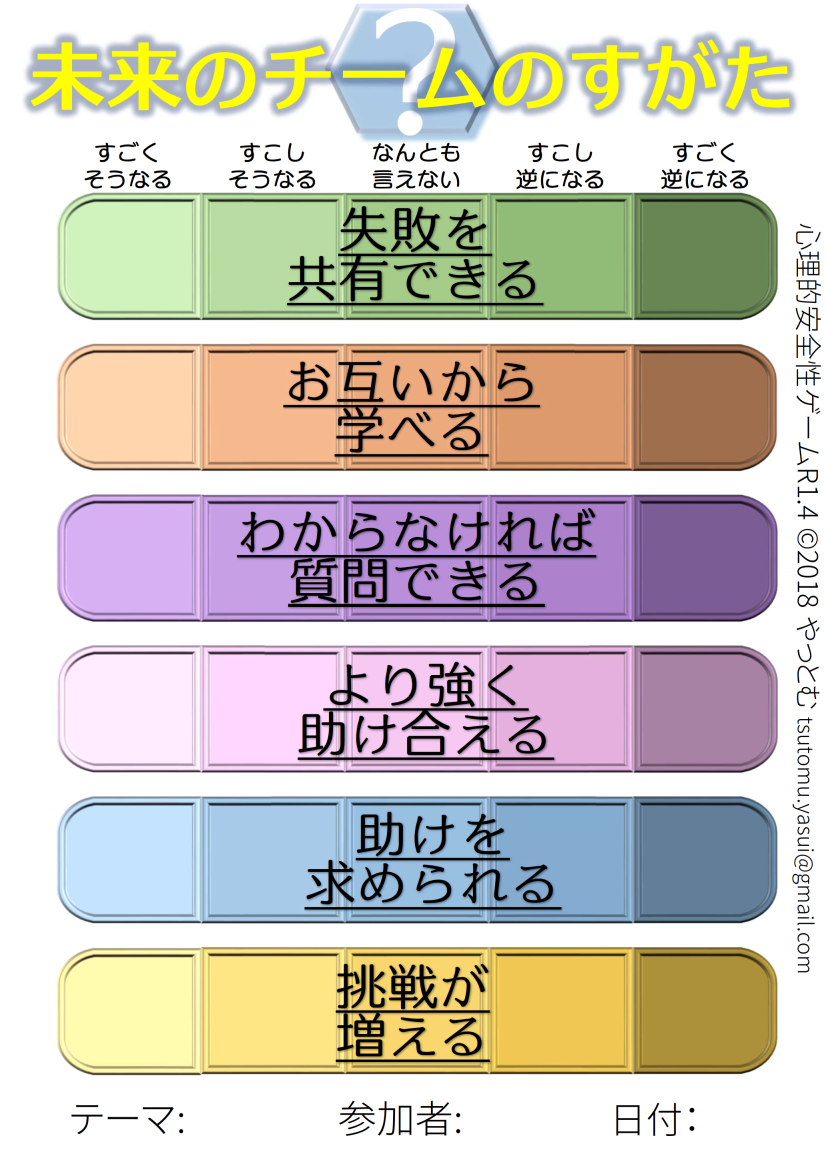 ?
未来のチームのすがた
すごく
そうなる
すこし
そうなる
なんとも
言えない
すこし
逆になる
すごく
逆になる
失敗を
共有できる
お互いから
学べる
わからなければ
質問できる
より強く
助け合える
助けを
求められる
挑戦が
増える
テーマ:
参加者:
日付：
心理的安全性ゲームR1.4 ©2018 やっとむ tsutomu.yasui@gmail.com